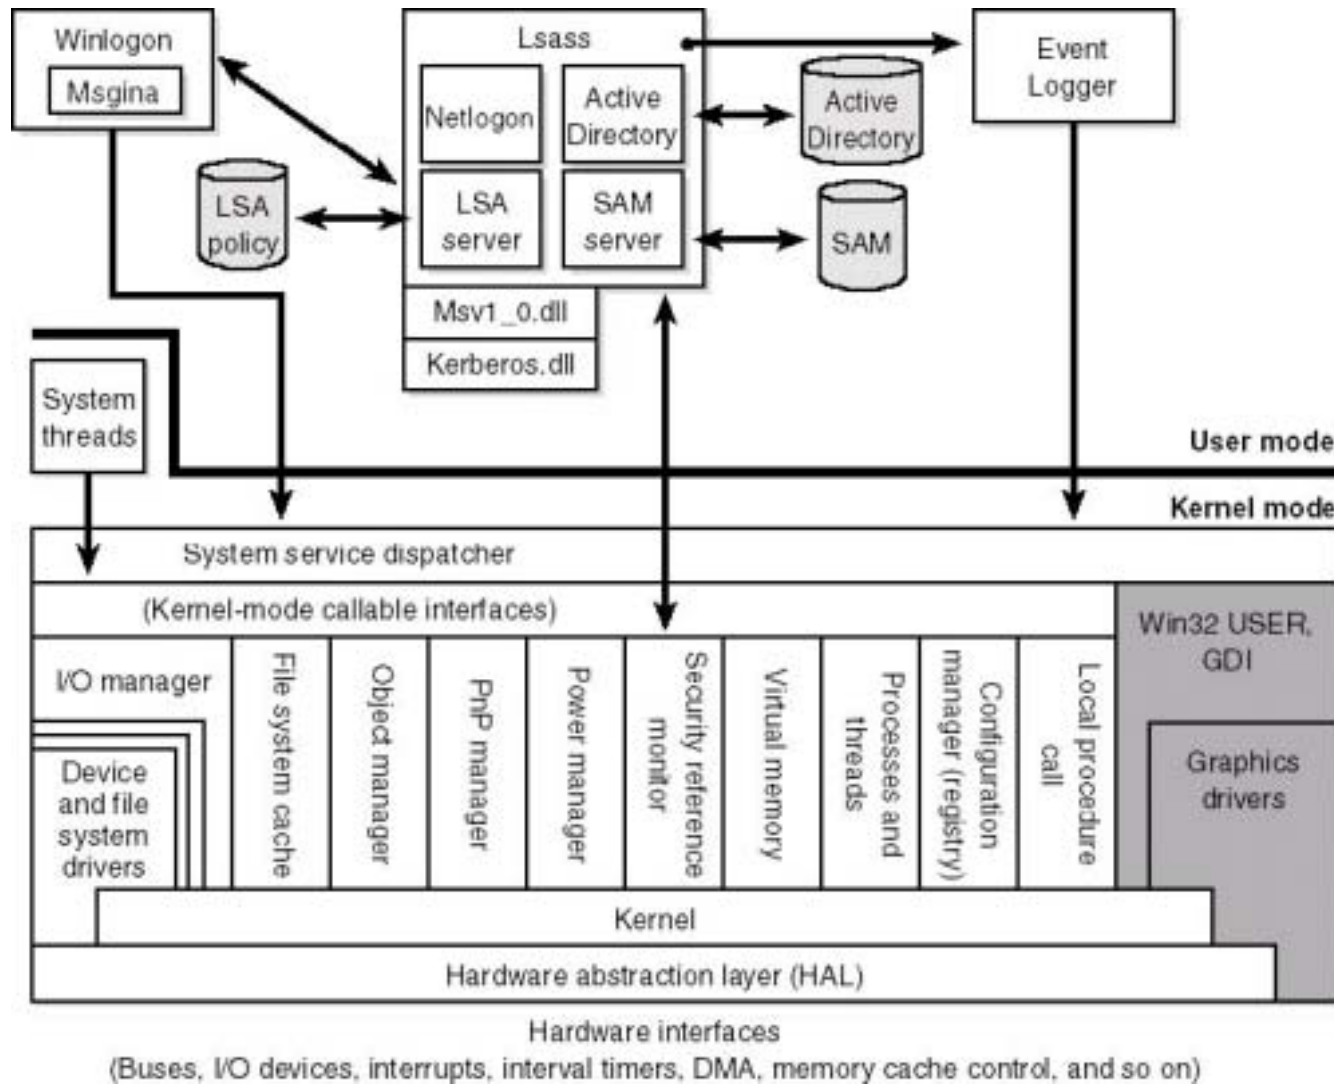 Winlogon
Msgina
Lsass
Netlogon
Active
Directory
LSA
server
SAM
server
Msv1_0.dll
Kerberos.dll
LSA
policy
Active
Directory
SAM
Event
Logger
System
threads
User mode
Kernel mode
System service dispatcher
(Kernel-mode callable interfaces)
Win32 USER,
GDI
I/O manager
Device
and file
system
drivers
File system cache
Object manager
PnP manager
Power manager
Security reference
monitor
Virtual memory
Processes and
threads
Configuration
manager (registry)
Local procedure
call
Graphics
drivers
Kernel
Hardware abstraction layer (HAL)
Hardware interfaces
(Buses, I/O devices, interrupts, interval timers, DMA, memory cache control, and so on)